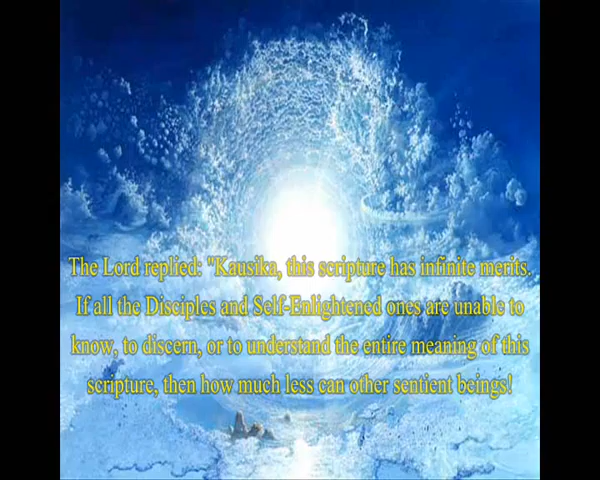 The Lord replied: "Kausika, this scripture has infinite merits.
If all the Disciples and Self-Enlightened ones are unable to
know, to discern, or to understand the entire meaning of this
scripture, then how much less can other sentient beings!